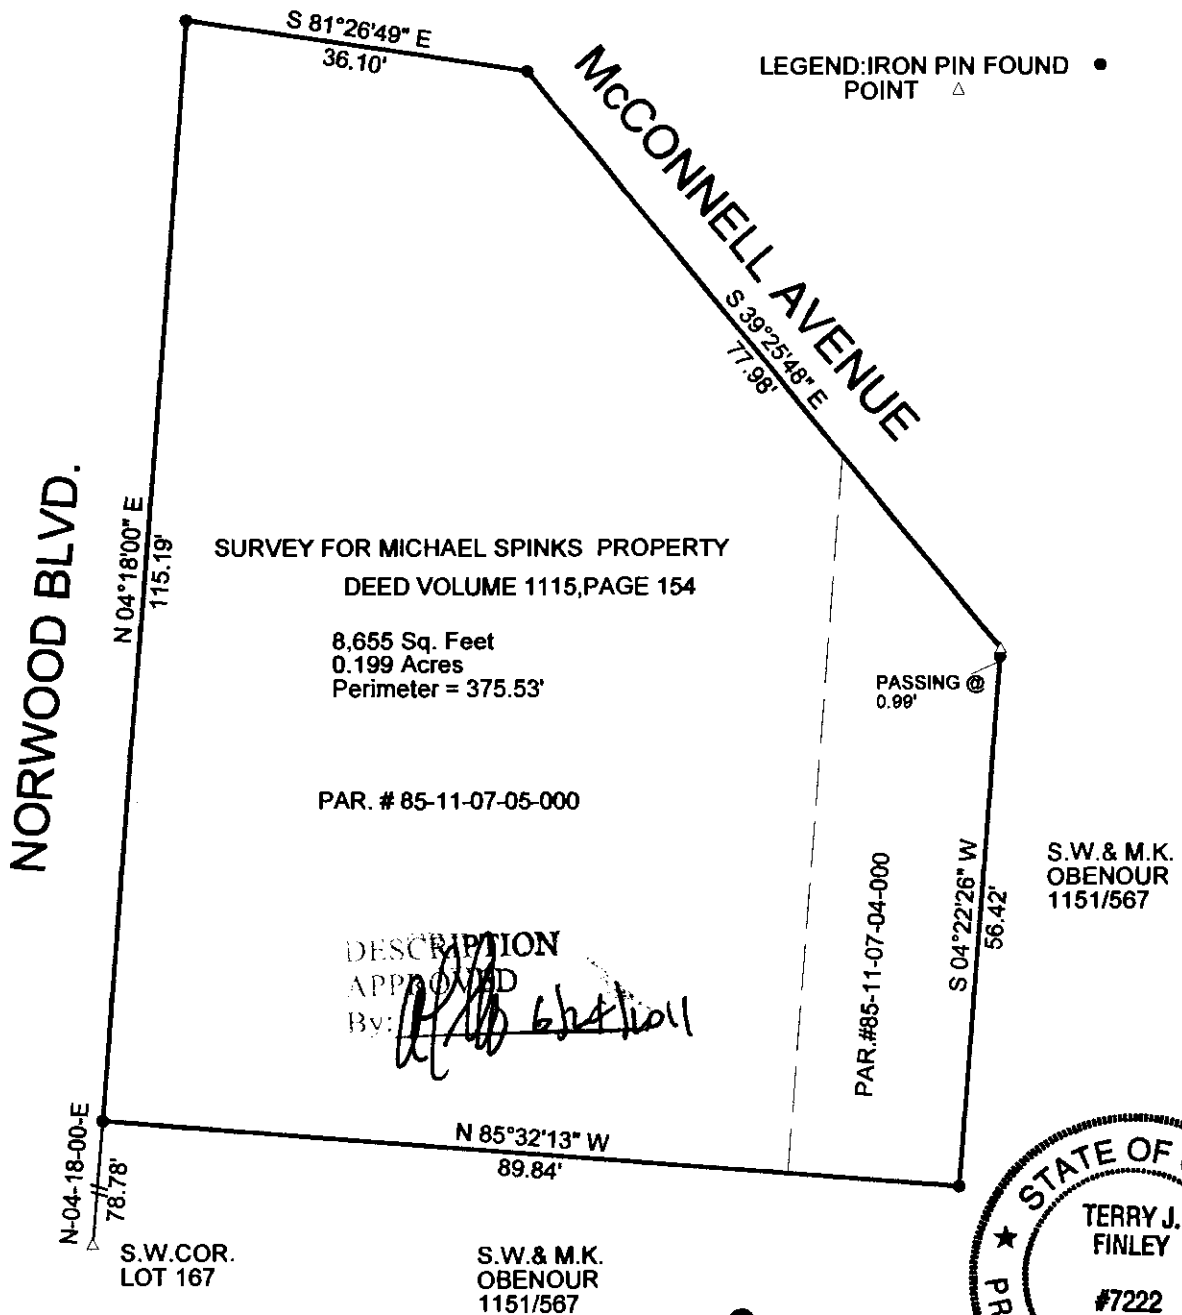 S 81°26'49" E
36.10'
LEGEND:IRON PIN FOUND
POINT
McCONNELL AVENUE
S 39°25'48" E
77.98'
NORWOOD BLVD.
N 04°18'00" E
115.19'
SURVEY FOR MICHAEL SPINKS PROPERTY
DEED VOLUME 1115,PAGE 154
8,655 Sq. Feet
0.199 Acres
Perimeter = 375.53'
PASSING @
0.99'
PAR. # 85-11-07-05-000
PAR.#85-11-07-04-000
S 04°22'26" W
56.42'
S.W.& M.K.
OBENOUR
1151/567
DESCRIPTION
APPROVED
By: 6/24/2011
N 85°32'13" W
89.84'
N-04-18-00-E
78.78'
S.W.COR.
LOT 167
S.W.& M.K.
OBENOUR
1151/567
STATE OF
TERRY J.
FINLEY
#7222